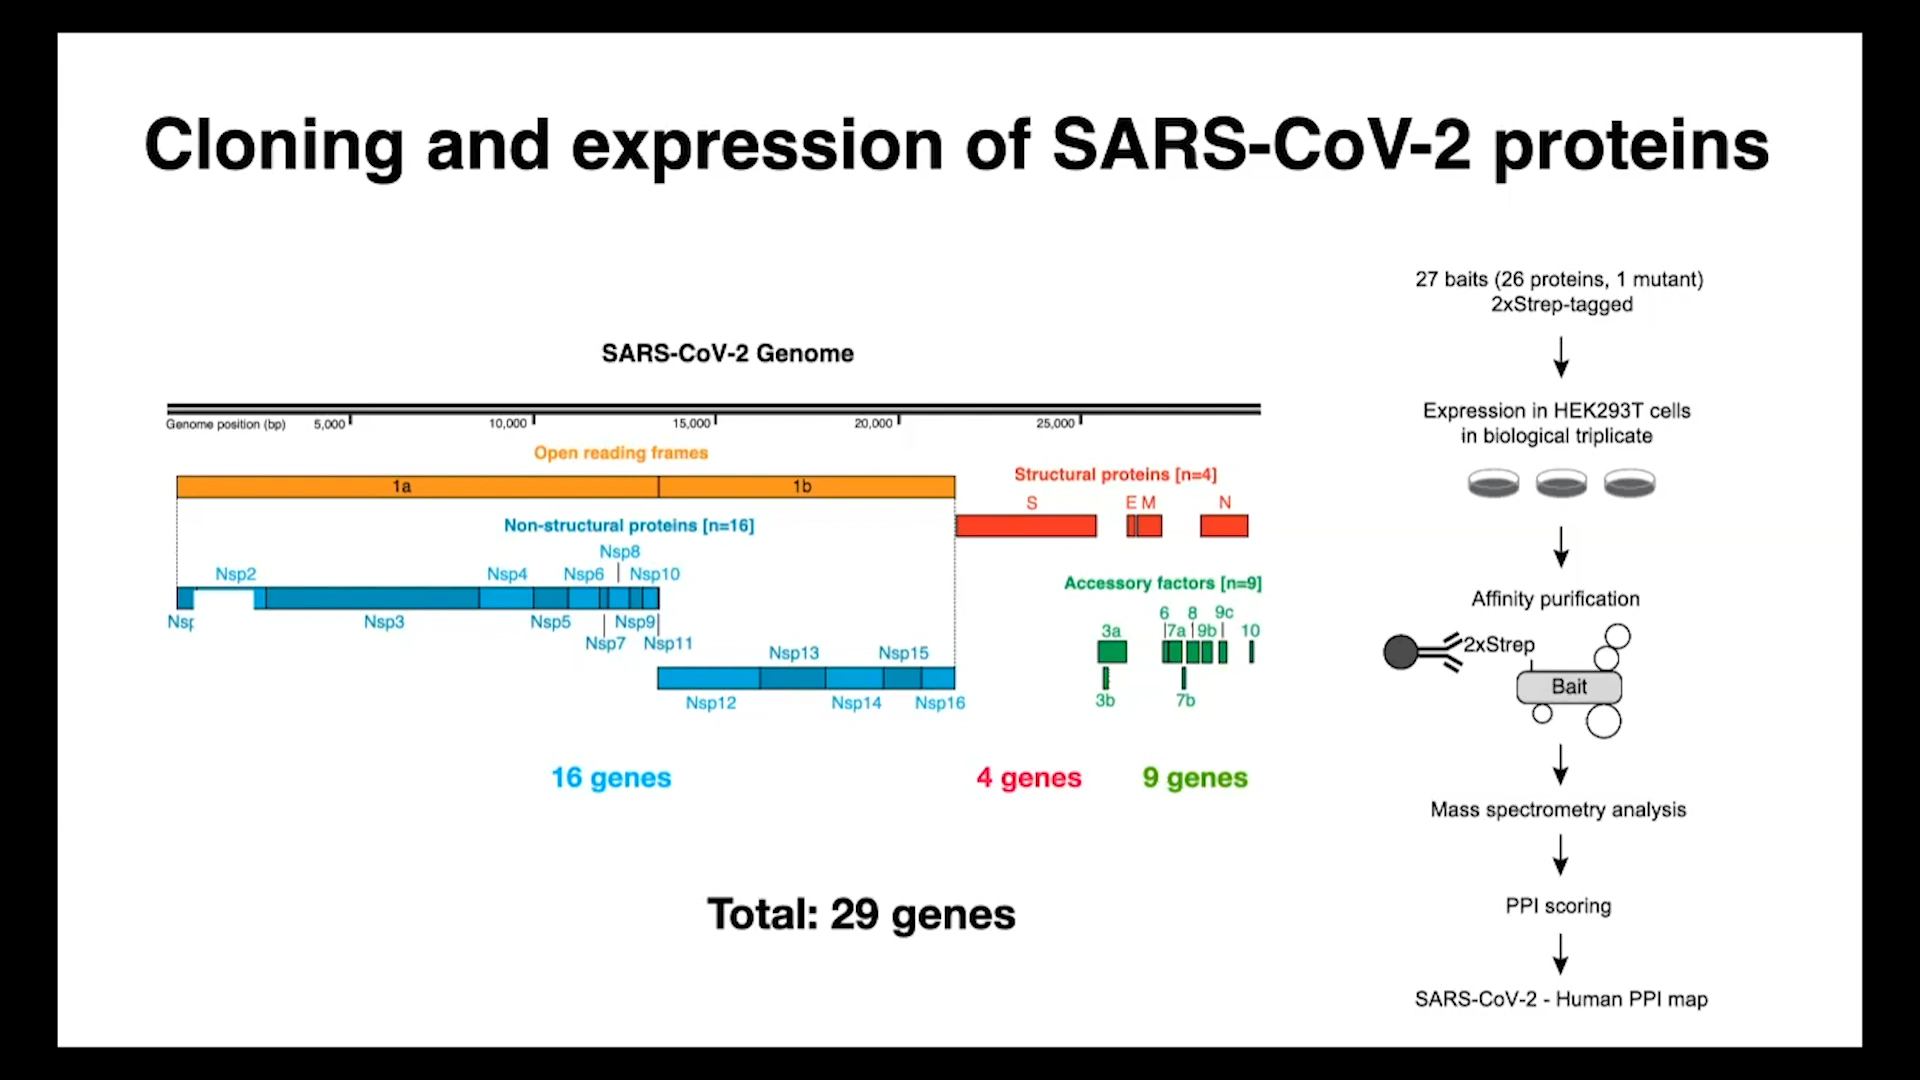 Cloning and expression of SARS-CoV-2 proteins
SARS-CoV-2 Genome
Genome position (bp) 5,000 10,000 15,000 20,000 25,000
Open reading frames
1a 1b
Non-structural proteins [n=16]
Nsp8
Nsp2 Nsp4 Nsp6 Nsp10
Nsp3 Nsp5 Nsp9
Nsp7 Nsp11
Nsp13 Nsp15
Nsp12 Nsp14 Nsp16
Structural proteins [n=4]
S E M N
Accessory factors [n=9]
6 8 9c
3a 7a 9b 10
3b 7b
16 genes
4 genes
9 genes
Total: 29 genes
27 baits (26 proteins, 1 mutant)
2xStrep-tagged
Expression in HEK293T cells
in biological triplicate
Affinity purification
2xStrep
Bait
Mass spectrometry analysis
PPI scoring
SARS-CoV-2 - Human PPI map